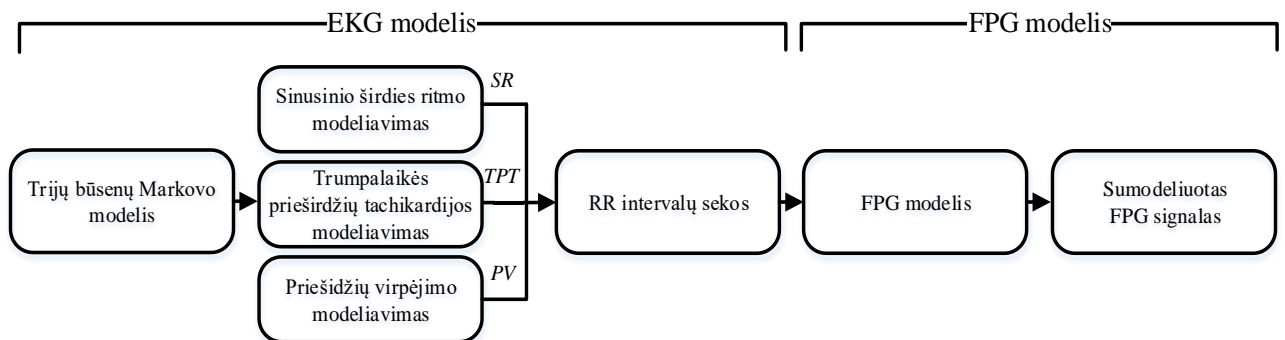 EKG modelis
FPG modelis
Trijų būsenų Markovo
modelis
Sinusinio širdies ritmo
modeliavimas
SR
Trumpalaikės
prieširdžių tachikardijos
modeliavimas
TPT
Priešidžių virpėjimo
modeliavimas
PV
RR intervalų sekos
FPG modelis
Sumodeliuotas
FPG signalas